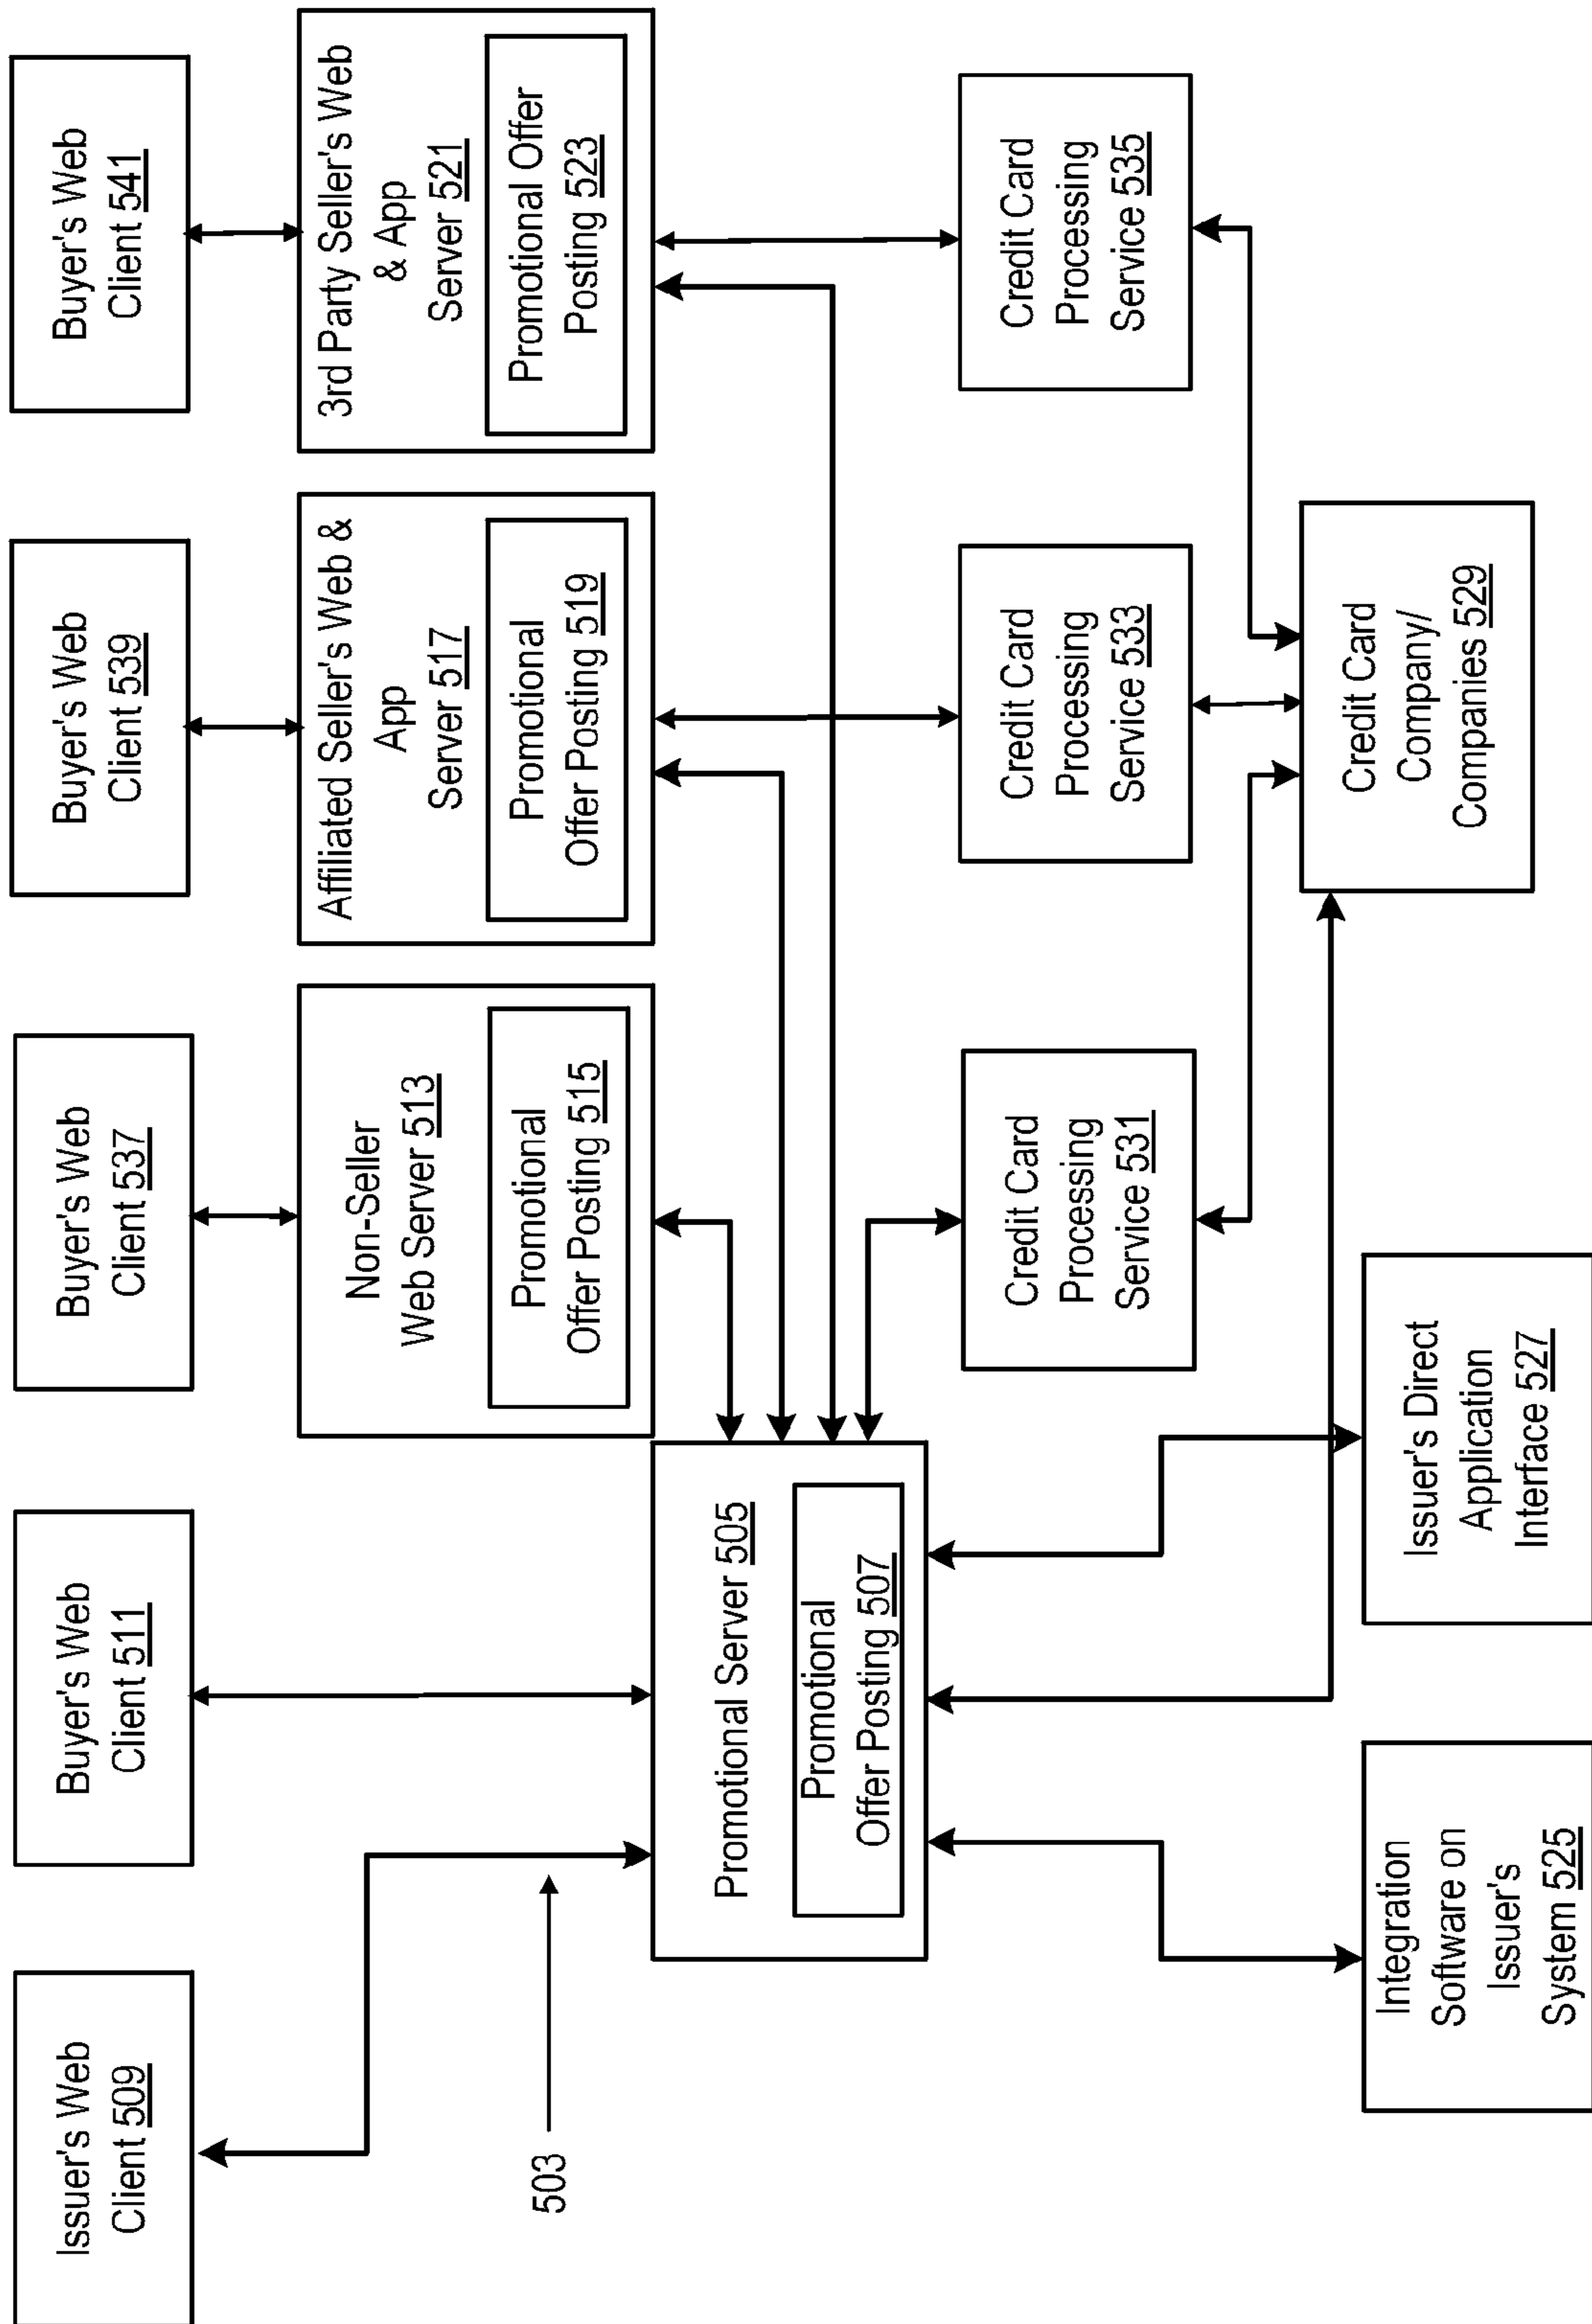 Issuer's Web
Client 509
Buyer's Web
Client 511
Buyer's Web
Client 537
Buyer's Web
Client 539
Buyer's Web
Client 541
Non-Seller
Web Server 513
Promotional
Offer Posting 515
Affiliated Seller's Web &
App
Server 517
Promotional
Offer Posting 519
3rd Party Seller's Web
& App
Server 521
Promotional Offer
Posting 523
503
Promotional Server 505
Promotional
Offer Posting 507
Credit Card
Processing
Service 531
Credit Card
Processing
Service 533
Credit Card
Processing
Service 535
Integration
Software on
Issuer's
System 525
Issuer's Direct
Application
Interface 527
Credit Card
Company/
Companies 529